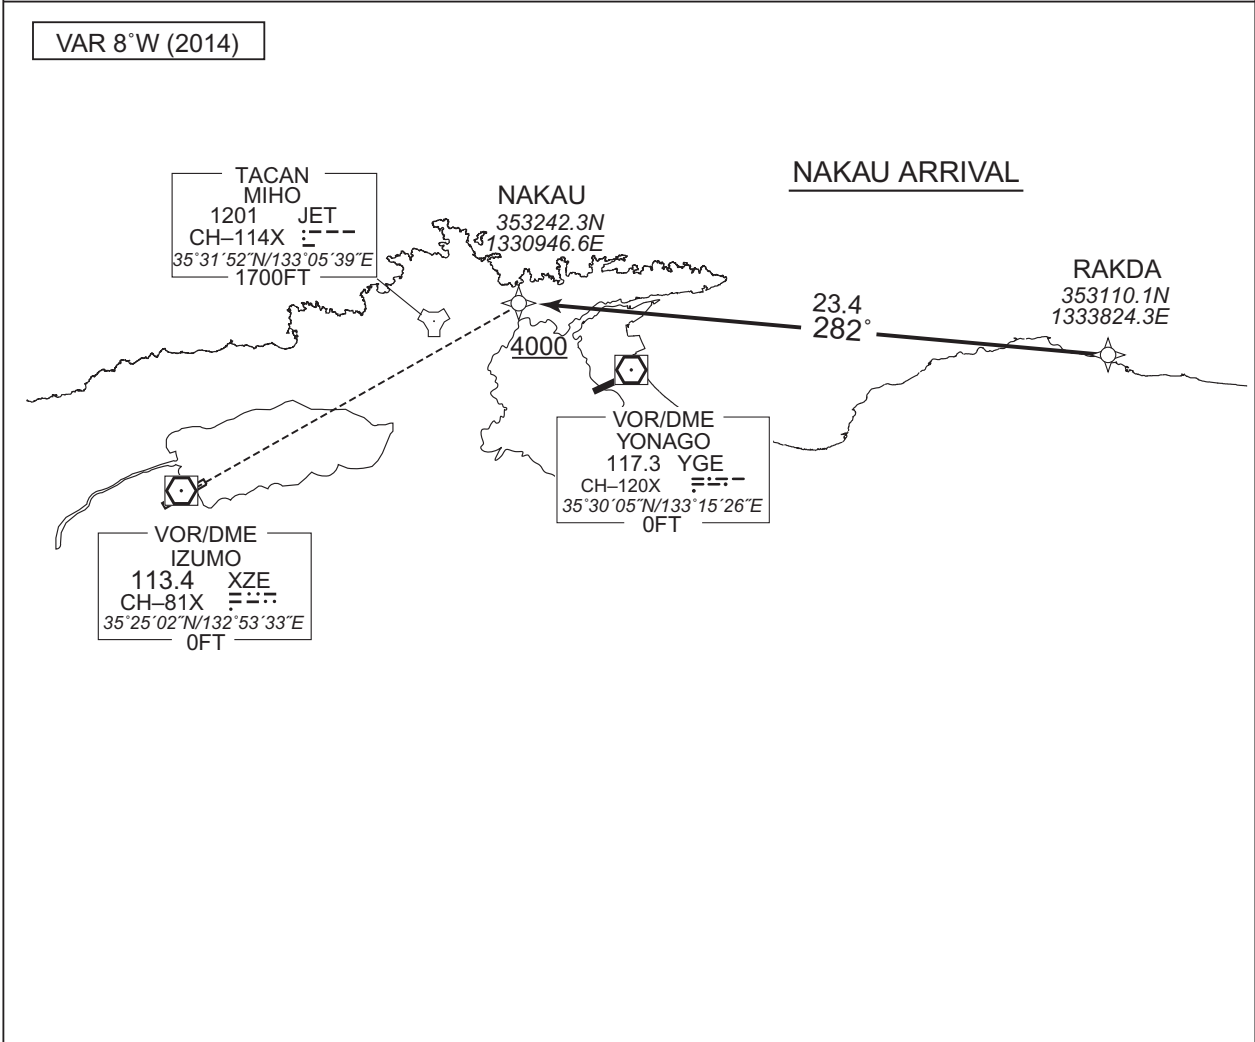 VAR 8˚W (2014)
NAKAU ARRIVAL
TACAN
MIHO
1201 JET
CH–114X
35˚31´52˝N/133˚05´39˝E
1700FT
NAKAU
353242.3N
1330946.6E
RAKDA
353110.1N
1333824.3E
23.4
282˚
4000
VOR/DME
YONAGO
117.3 YGE
CH–120X
35˚30´05˝N/133˚15´26˝E
0FT
VOR/DME
IZUMO
113.4 XZE
CH–81X
35˚25´02˝N/132˚53´33˝E
0FT